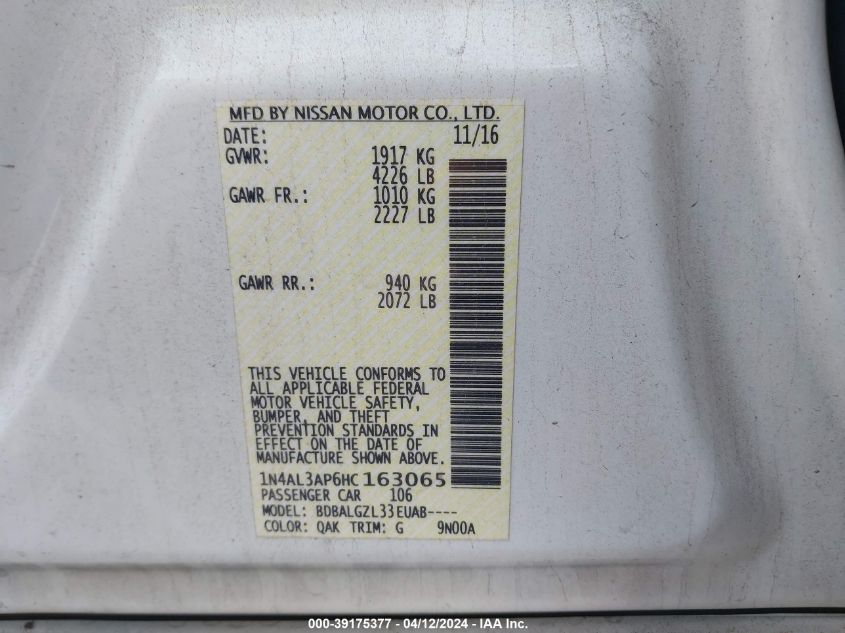 MFD BY NISSAN MOTOR CO., LTD.
DATE: 11/16
GVWR: 1917 KG
4226 LB
GAWR FR.: 1010 KG
2227 LB
GAWR RR.: 940 KG
2072 LB
THIS VEHICLE CONFORMS TO
ALL APPLICABLE FEDERAL
MOTOR VEHICLE SAFETY,
BUMPER, AND THEFT
PREVENTION STANDARDS IN
EFFECT ON THE DATE OF
MANUFACTURE SHOWN ABOVE.
1N4AL3AP6HC163065
PASSENGER CAR 106
MODEL: BDBALGZL33EUAB----
COLOR: QAK TRIM: G 9N00A
000-39175377 - 04/12/2024 - IAA Inc.